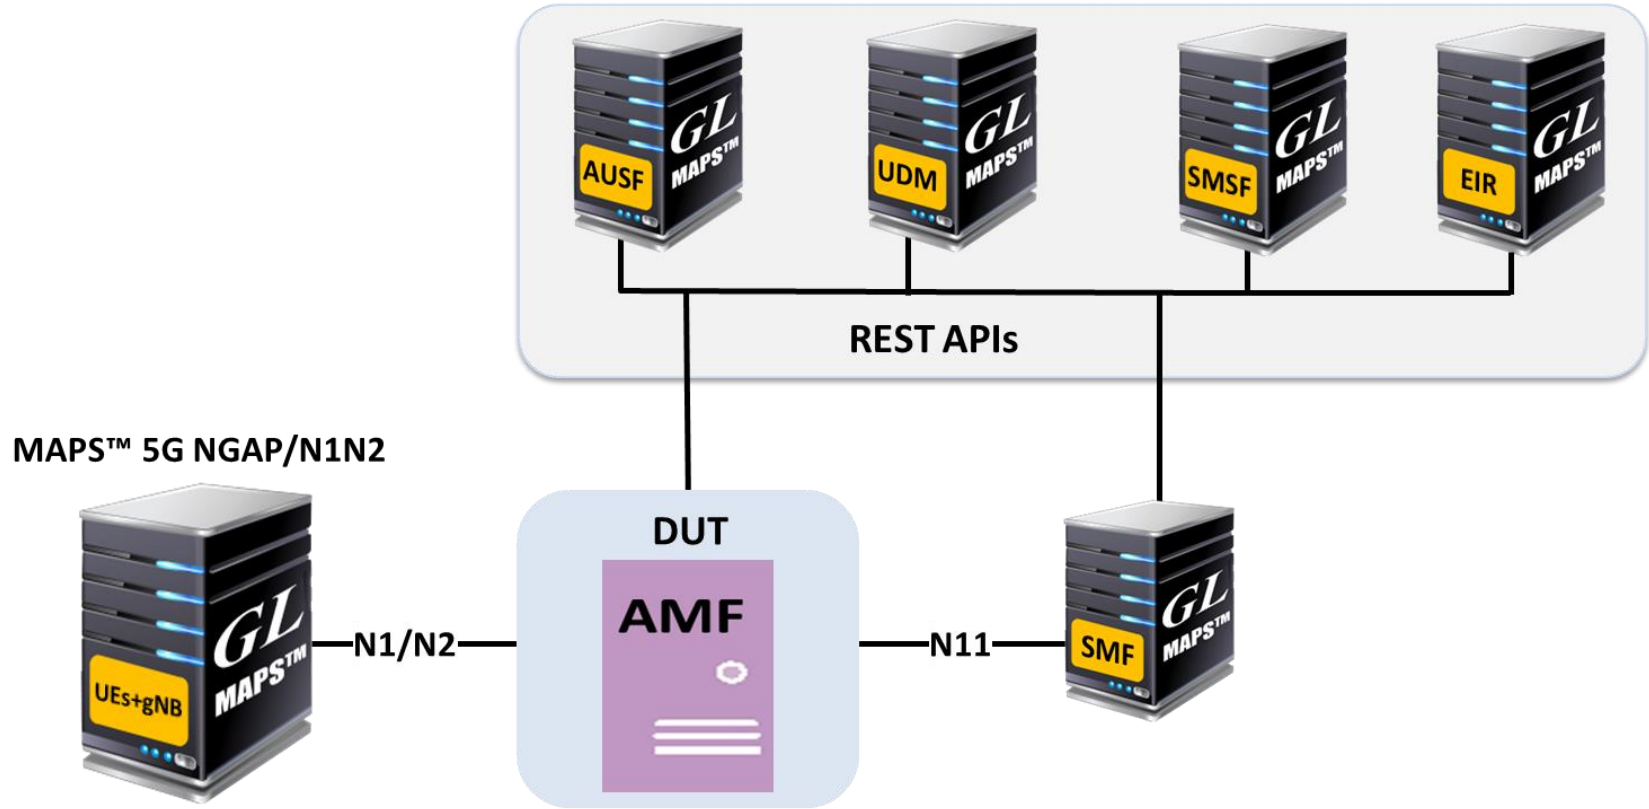 GL
MAPS™
AUSF
GL
MAPS™
UDM
GL
MAPS™
SMSF
GL
MAPS™
EIR
REST APIs
MAPS™ 5G NGAP/N1N2
GL
MAPS™
UEs+gNB
N1/N2
DUT
AMF
N11
GL
MAPS™
SMF